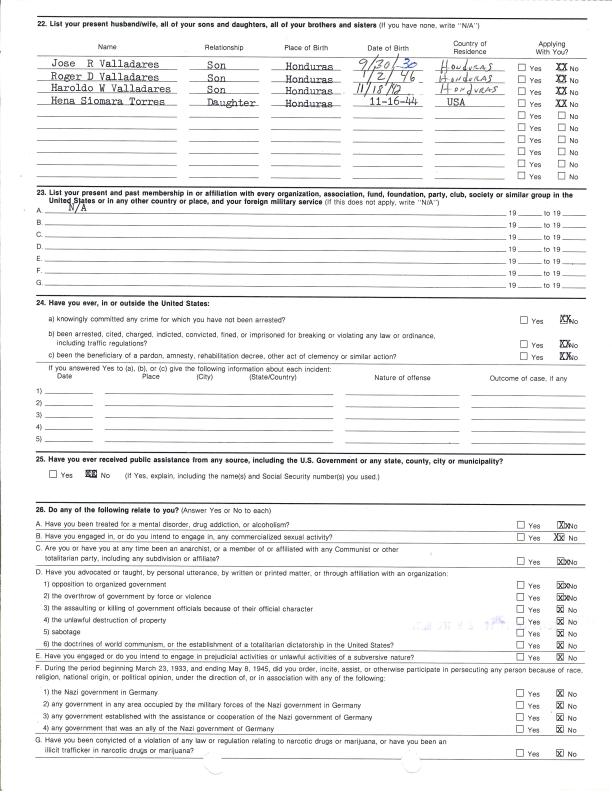 22. List your present husband/wife, all of your sons and daughters, all of your brothers and sisters (If you have none, write "N/A")
Name Relationship Place of Birth Date of Birth Country of Residence Applying With You?
Jose R Valladares Son Honduras 9/30/30 HONDURAS ☐ Yes XX No
Roger D Valladares Son Honduras 1/2/46 HONDURAS ☐ Yes XX No
Haroldo W Valladares Son Honduras 11/18/42 HONDURAS ☐ Yes XX No
Hena Siomara Torres Daughter Honduras 11-16-44 USA ☐ Yes XX No
☐ Yes ☐ No
☐ Yes ☐ No
☐ Yes ☐ No
☐ Yes ☐ No
☐ Yes ☐ No
☐ Yes ☐ No
23. List your present and past membership in or affiliation with every organization, association, fund, foundation, party, club, society or similar group in the
United States or in any other country or place, and your foreign military service (If this does not apply, write "N/A")
A. N/A 19 to 19
B. 19 to 19
C. 19 to 19
D. 19 to 19
E. 19 to 19
F. 19 to 19
G. 19 to 19
24. Have you ever, in or outside the United States:
a) knowingly committed any crime for which you have not been arrested? ☐ Yes XX No
b) been arrested, cited, charged, indicted, convicted, fined, or imprisoned for breaking or violating any law or ordinance,
including traffic regulations? ☐ Yes XX No
c) been the beneficiary of a pardon, amnesty, rehabilitation decree, other act of clemency or similar action? ☐ Yes XX No
If you answered Yes to (a), (b), or (c) give the following information about each incident:
Date Place (City) (State/Country) Nature of offense Outcome of case, if any
1)
2)
3)
4)
5)
25. Have you ever received public assistance from any source, including the U.S. Government or any state, county, city or municipality?
☐ Yes XX No (If Yes, explain, including the name(s) and Social Security number(s) you used.)
26. Do any of the following relate to you? (Answer Yes or No to each)
A. Have you been treated for a mental disorder, drug addiction, or alcoholism? ☐ Yes XX No
B. Have you engaged in, or do you intend to engage in, any commercialized sexual activity? ☐ Yes XX No
C. Are you or have you at any time been an anarchist, or a member of or affiliated with any Communist or other
totalitarian party, including any subdivision or affiliate? ☐ Yes XX No
D. Have you advocated or taught, by personal utterance, by written or printed matter, or through affiliation with an organization:
1) opposition to organized government ☐ Yes XX No
2) the overthrow of government by force or violence ☐ Yes XX No
3) the assaulting or killing of government officials because of their official character ☐ Yes X No
4) the unlawful destruction of property ☐ Yes X No
5) sabotage ☐ Yes X No
6) the doctrines of world communism, or the establishment of a totalitarian dictatorship in the United States? ☐ Yes X No
E. Have you engaged or do you intend to engage in prejudicial activities or unlawful activities of a subversive nature? ☐ Yes X No
F. During the period beginning March 23, 1933, and ending May 8, 1945, did you order, incite, assist, or otherwise participate in persecuting any person because of race,
religion, national origin, or political opinion, under the direction of, or in association with any of the following:
1) the Nazi government in Germany ☐ Yes X No
2) any government in any area occupied by the military forces of the Nazi government in Germany ☐ Yes X No
3) any government established with the assistance or cooperation of the Nazi government of Germany ☐ Yes X No
4) any government that was an ally of the Nazi government of Germany ☐ Yes X No
G. Have you been convicted of a violation of any law or regulation relating to narcotic drugs or marijuana, or have you been an
illicit trafficker in narcotic drugs or marijuana? ☐ Yes X No